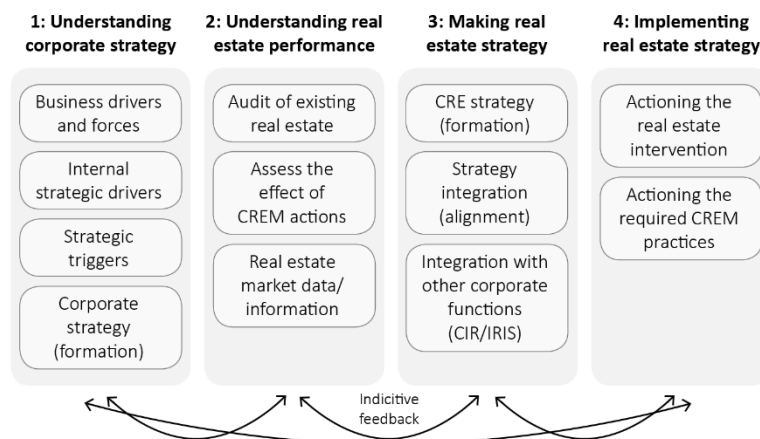 1: Understanding
corporate strategy
Business drivers
and forces
Internal
strategic drivers
Strategic
triggers
Corporate
strategy
(formation)
2: Understanding real
estate performance
Audit of existing
real estate
Assess the
effect of
CREM actions
Real estate
market data/
information
3: Making real
estate strategy
CRE strategy
(formation)
Strategy
integration
(alignment)
Integration with
other corporate
functions
(CIR/IRIS)
4: Implementing
real estate strategy
Actioning the
real estate
intervention
Actioning the
required CREM
practices
Indicitive
feedback